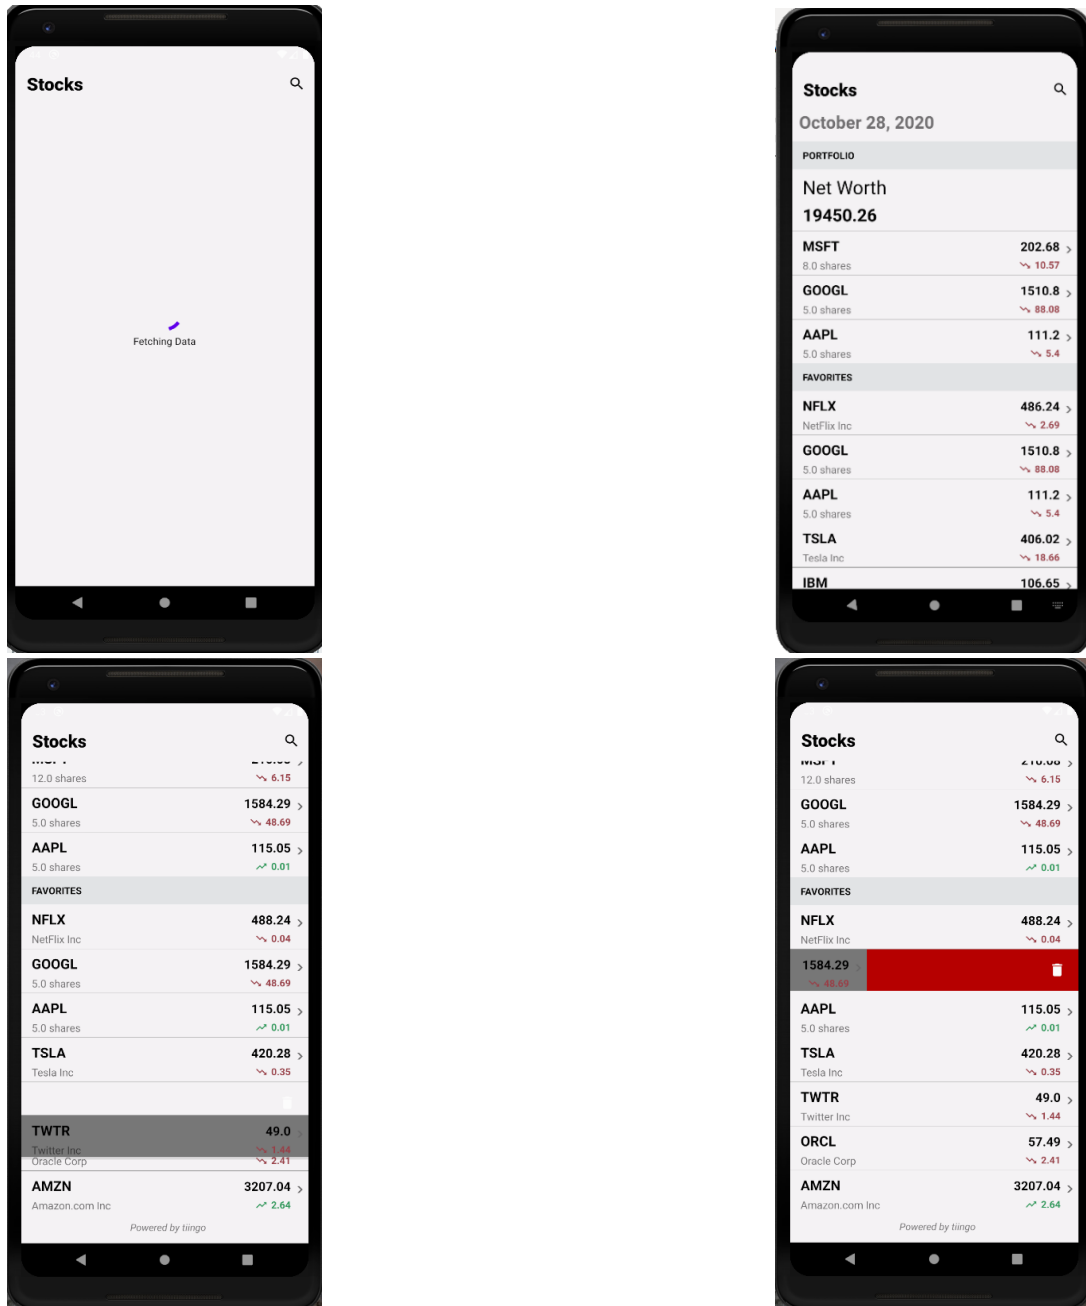 Stocks
Fetching Data
Stocks
October 28, 2020
PORTFOLIO
Net Worth
19450.26
MSFT 202.68
8.0 shares 10.57
GOOGL 1510.8
5.0 shares 88.08
AAPL 111.2
5.0 shares 5.4
FAVORITES
NFLX 486.24
NetFlix Inc 2.69
GOOGL 1510.8
5.0 shares 88.08
AAPL 111.2
5.0 shares 5.4
TSLA 406.02
Tesla Inc 18.66
IBM 106.65
Stocks
12.0 shares 6.15
GOOGL 1584.29
5.0 shares 48.69
AAPL 115.05
5.0 shares 0.01
FAVORITES
NFLX 488.24
NetFlix Inc 0.04
GOOGL 1584.29
5.0 shares 48.69
AAPL 115.05
5.0 shares 0.01
TSLA 420.28
Tesla Inc 0.35
TWTR 49.0
Twitter Inc 1.44
Oracle Corp 2.41
AMZN 3207.04
Amazon.com Inc 2.64
Powered by tiingo
Stocks
12.0 shares 6.15
GOOGL 1584.29
5.0 shares 48.69
AAPL 115.05
5.0 shares 0.01
FAVORITES
NFLX 488.24
NetFlix Inc 0.04
1584.29
48.69
AAPL 115.05
5.0 shares 0.01
TSLA 420.28
Tesla Inc 0.35
TWTR 49.0
Twitter Inc 1.44
ORCL 57.49
Oracle Corp 2.41
AMZN 3207.04
Amazon.com Inc 2.64
Powered by tiingo